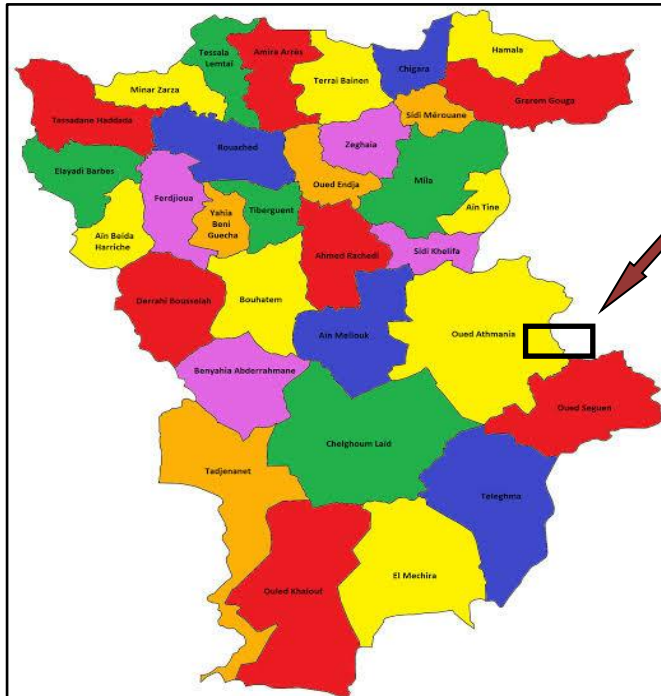 Hamala
Tessala
Lemtai
Amira Arrès
Terrai Bainen
Chigara
Minar Zarza
Grarem Gouga
Tassadane Haddada
Sidi Mérouane
Rouached
Zeghaia
Elayadi Barbes
Oued Endja
Mila
Ferdjioua
Yahia
Beni
Guecha
Tiberguent
Ain Tine
Ain Beida
Harriche
Ahmed Rachedi
Sidi Khelifa
Derrahi Bousselah
Bouhatem
Oued Athmania
Ain Mellouk
Benyahia Abderrahmane
Oued Seguen
Chelghoum Laid
Tadjenanet
Teleghma
El Mechira
Ouled Khalouf